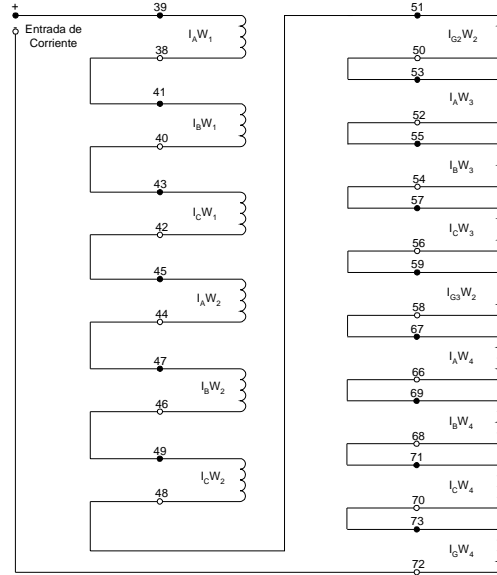 +
39
Entrada de
Corriente
IAW1
38
41
IBW1
40
43
ICW1
42
45
IAW2
44
47
IBW2
46
49
ICW2
48
51
IG2W2
50
53
IAW3
52
55
IBW3
54
57
ICW3
56
59
IG3W2
58
67
IAW4
66
69
IBW4
68
71
ICW4
70
73
IGW4
72